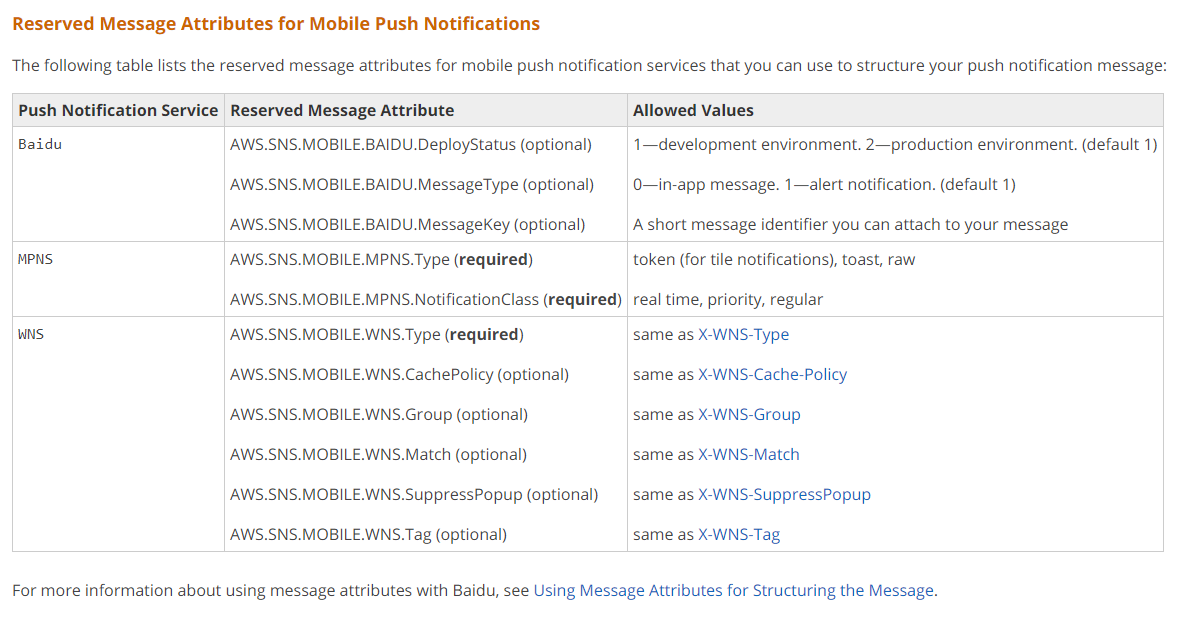 Reserved Message Attributes for Mobile Push Notifications
The following table lists the reserved message attributes for mobile push notification services that you can use to structure your push notification message:
Push Notification Service Reserved Message Attribute Allowed Values
Baidu AWS.SNS.MOBILE.BAIDU.DeployStatus (optional) 1—development environment. 2—production environment. (default 1)
AWS.SNS.MOBILE.BAIDU.MessageType (optional) 0—in-app message. 1—alert notification. (default 1)
AWS.SNS.MOBILE.BAIDU.MessageKey (optional) A short message identifier you can attach to your message
MPNS AWS.SNS.MOBILE.MPNS.Type (required) token (for tile notifications), toast, raw
AWS.SNS.MOBILE.MPNS.NotificationClass (required) real time, priority, regular
WNS AWS.SNS.MOBILE.WNS.Type (required) same as X-WNS-Type
AWS.SNS.MOBILE.WNS.CachePolicy (optional) same as X-WNS-Cache-Policy
AWS.SNS.MOBILE.WNS.Group (optional) same as X-WNS-Group
AWS.SNS.MOBILE.WNS.Match (optional) same as X-WNS-Match
AWS.SNS.MOBILE.WNS.SuppressPopup (optional) same as X-WNS-SuppressPopup
AWS.SNS.MOBILE.WNS.Tag (optional) same as X-WNS-Tag
For more information about using message attributes with Baidu, see Using Message Attributes for Structuring the Message.